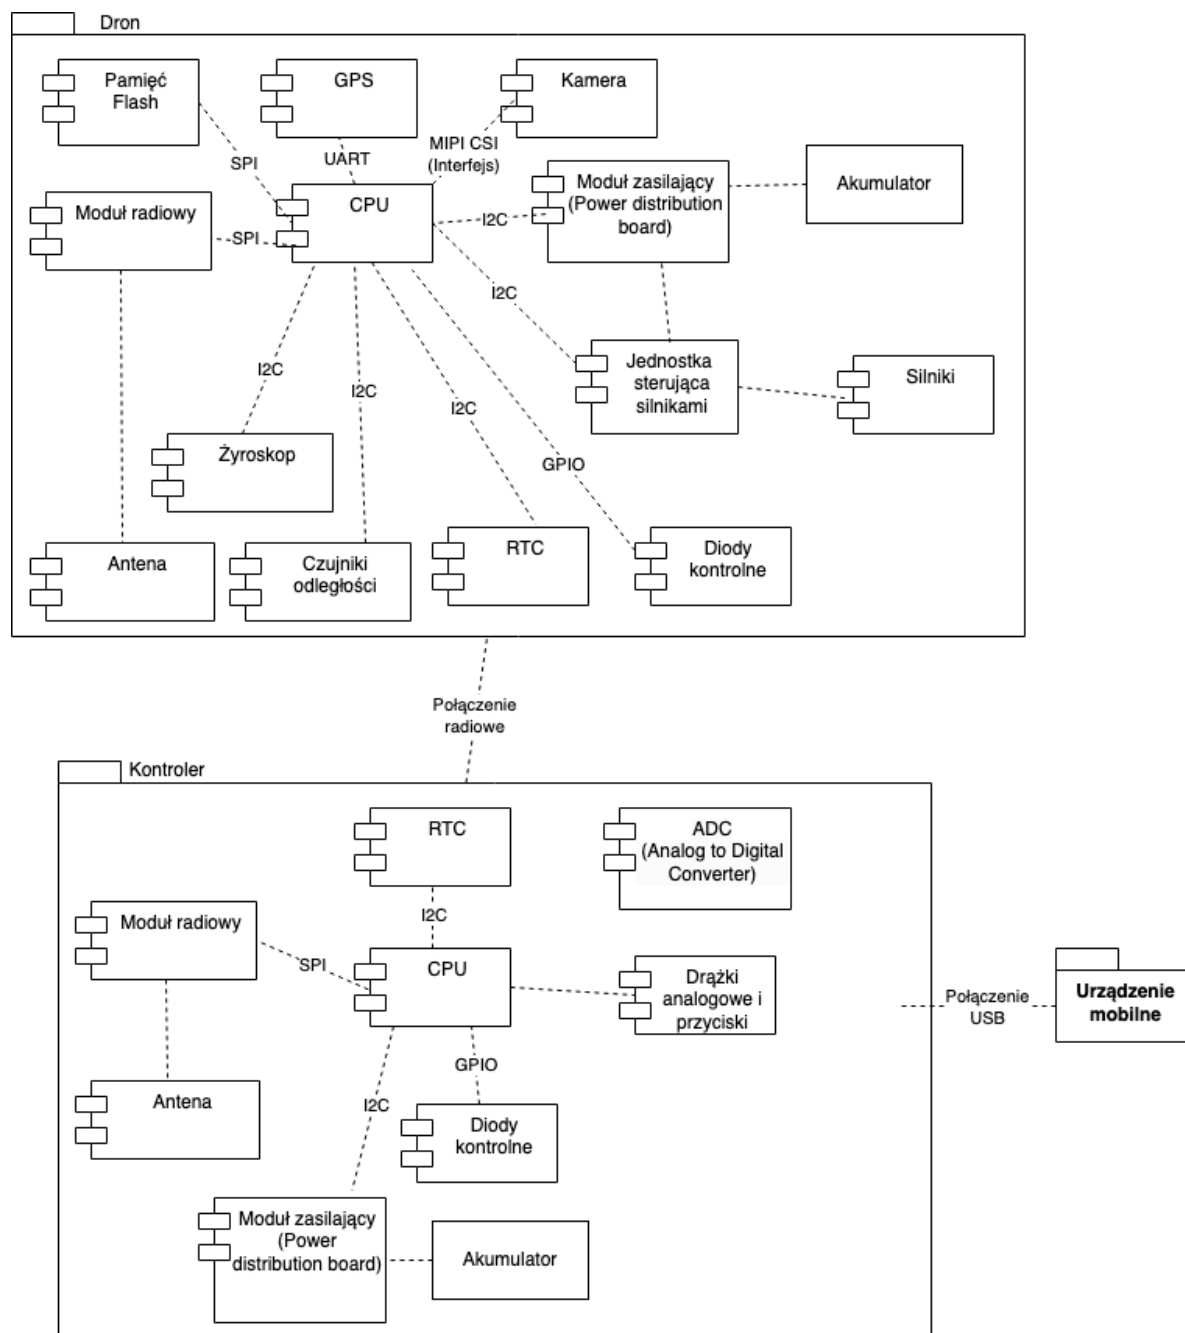 Dron
Pamięć
Flash
GPS
Kamera
SPI
UART
MIPI CSI
(Interfejs)
Moduł radiowy
SPI
CPU
I2C
Moduł zasilający
(Power distribution
board)
Akumulator
I2C
Jednostka
sterująca
silnikami
Silniki
I2C
I2C
I2C
GPIO
Żyroskop
Antena
Czujniki
odległości
RTC
Diody
kontrolne
Połączenie
radiowe
Kontroler
RTC
ADC
(Analog to Digital
Converter)
I2C
Moduł radiowy
SPI
CPU
Drążki
analogowe i
przyciski
Połączenie
USB
Urządzenie
mobilne
GPIO
I2C
Antena
Diody
kontrolne
Moduł zasilający
(Power
distribution board)
Akumulator